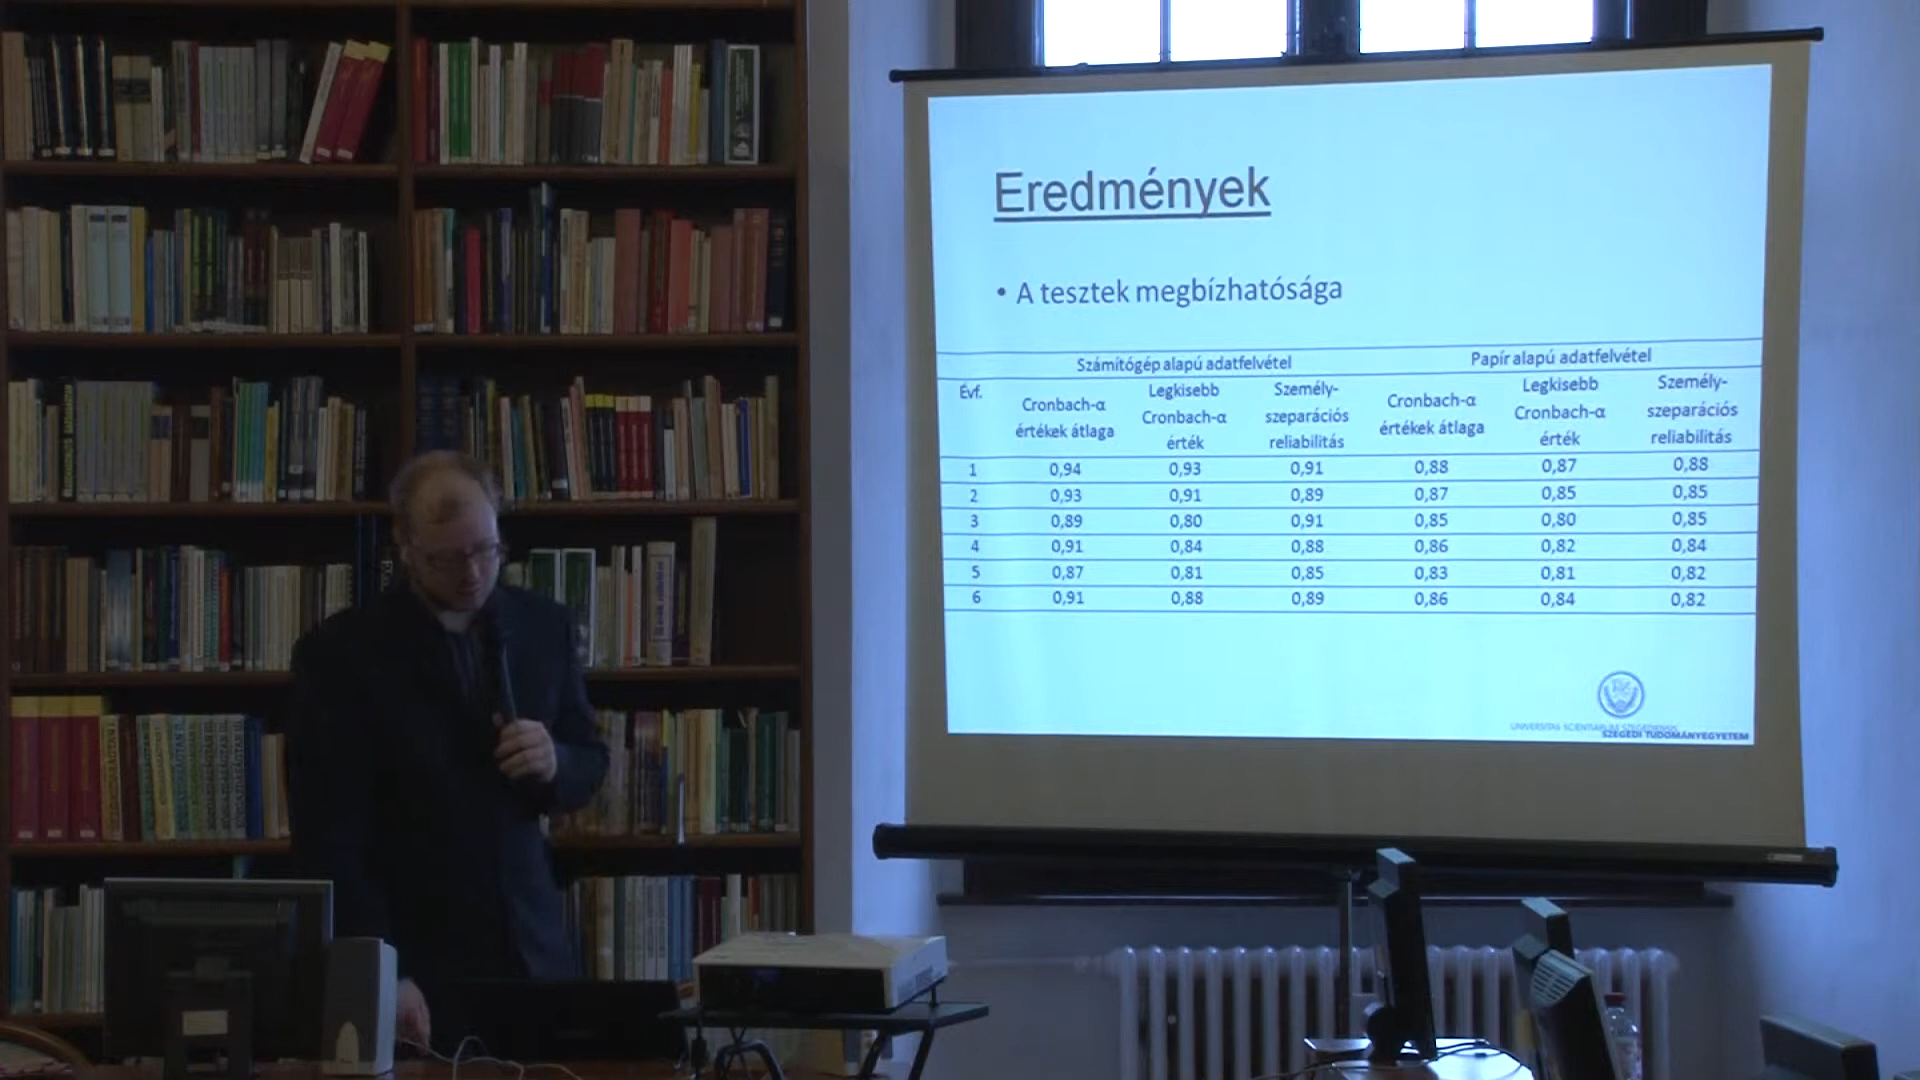 Eredmények
• A tesztek megbízhatósága
Számítógép alapú adatfelvétel Papír alapú adatfelvétel
Évf. Cronbach-α értékek átlaga Legkisebb Cronbach-α érték Személy-szeparációs reliabilitás Cronbach-α értékek átlaga Legkisebb Cronbach-α érték Személy-szeparációs reliabilitás
1 0,94 0,93 0,91 0,88 0,87 0,88
2 0,93 0,91 0,89 0,87 0,85 0,85
3 0,89 0,80 0,91 0,85 0,80 0,85
4 0,91 0,84 0,88 0,86 0,82 0,84
5 0,87 0,81 0,85 0,83 0,81 0,82
6 0,91 0,88 0,89 0,86 0,84 0,82
UNIVERSITAS SCIENTIARUM SZEGEDIENSIS
SZEGEDI TUDOMÁNYEGYETEM